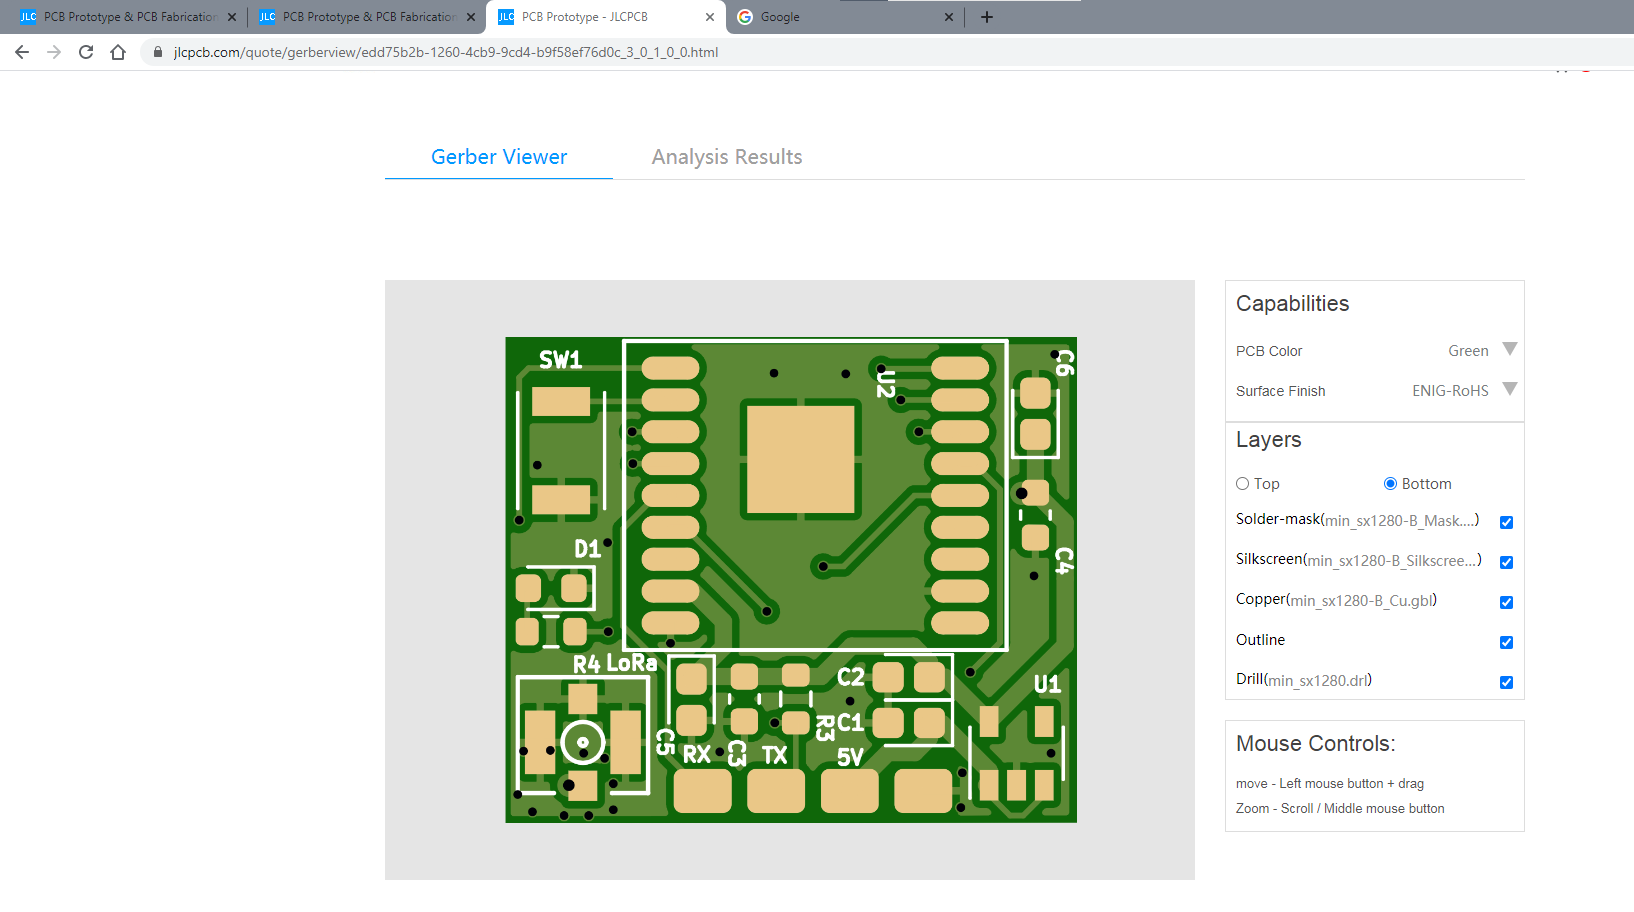 JLC PCB Prototype & PCB Fabrication
JLC PCB Prototype & PCB Fabrication
JLC PCB Prototype - JLCPCB
Google
jlcpcb.com/quote/gerberview/edd75b2b-1260-4cb9-9cd4-b9f58ef76d0c_3_0_1_0_0.html
Gerber Viewer
Analysis Results
SW1
U2
C6
D1
C4
R4 LoRa
C2
U1
C5
RX
C3
TX
R3
C1
5V
Capabilities
PCB Color
Green
Surface Finish
ENIG-RoHS
Layers
Top
Bottom
Solder-mask(min_sx1280-B_Mask....)
Silkscreen(min_sx1280-B_Silkscree...)
Copper(min_sx1280-B_Cu.gbl)
Outline
Drill(min_sx1280.drl)
Mouse Controls:
move - Left mouse button + drag
Zoom - Scroll / Middle mouse button